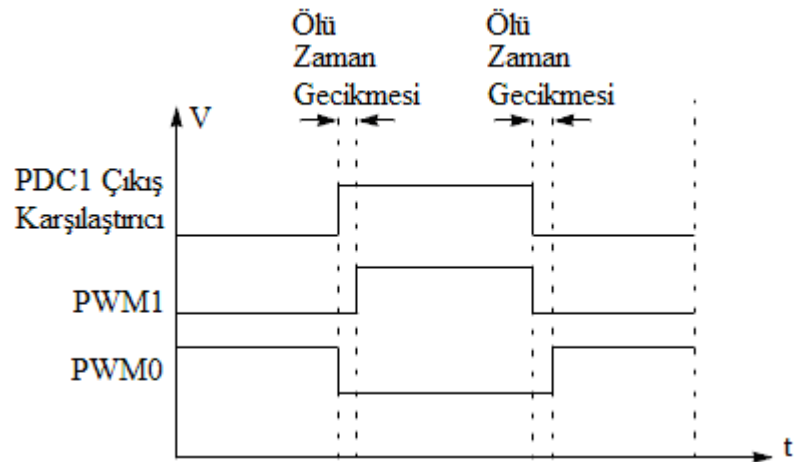 Ölü
Zaman
Gecikmesi
Ölü
Zaman
Gecikmesi
V
PDC1 Çıkış
Karşılaştırıcı
PWM1
PWM0
t